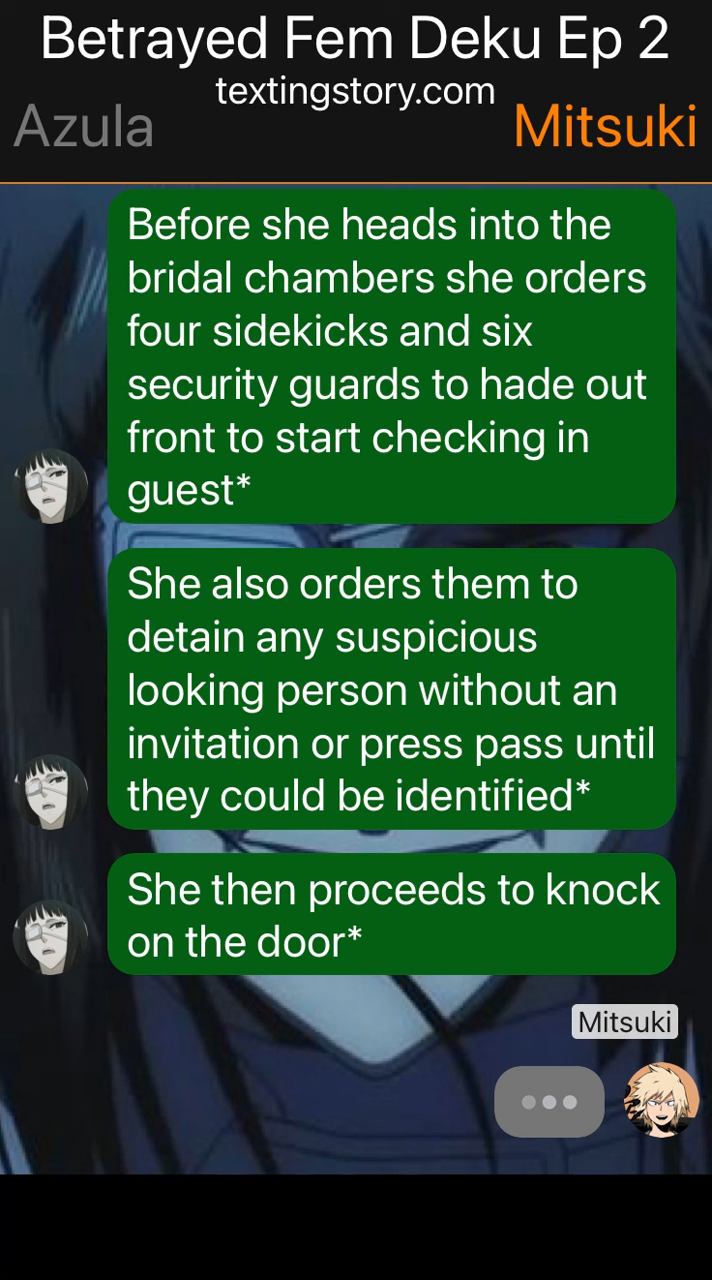 Betrayed Fem Deku Ep 2
textingstory.com
Azula
Mitsuki
Before she heads into the
bridal chambers she orders
four sidekicks and six
security guards to hade out
front to start checking in
guest*
She also orders them to
detain any suspicious
looking person without an
invitation or press pass until
they could be identified*
She then proceeds to knock
on the door*
Mitsuki